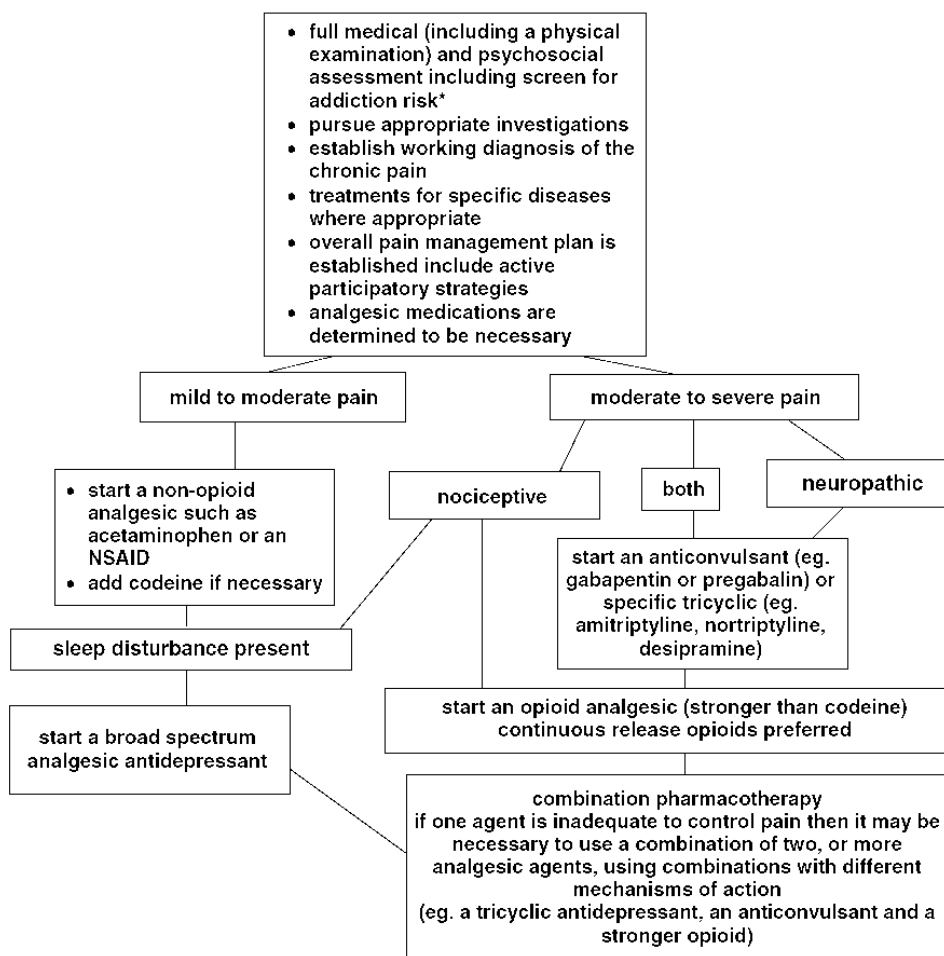 • full medical (including a physical
examination) and psychosocial
assessment including screen for
addiction risk*
• pursue appropriate investigations
• establish working diagnosis of the
chronic pain
• treatments for specific diseases
where appropriate
• overall pain management plan is
established include active
participatory strategies
• analgesic medications are
determined to be necessary
mild to moderate pain
moderate to severe pain
• start a non-opioid
analgesic such as
acetaminophen or an
NSAID
• add codeine if necessary
nociceptive
both
neuropathic
start an anticonvulsant (eg.
gabapentin or pregabalin) or
specific tricyclic (eg.
amitriptyline, nortriptyline,
desipramine)
sleep disturbance present
start an opioid analgesic (stronger than codeine)
continuous release opioids preferred
start a broad spectrum
analgesic antidepressant
combination pharmacotherapy
if one agent is inadequate to control pain then it may be
necessary to use a combination of two, or more
analgesic agents, using combinations with different
mechanisms of action
(eg. a tricyclic antidepressant, an anticonvulsant and a
stronger opioid)